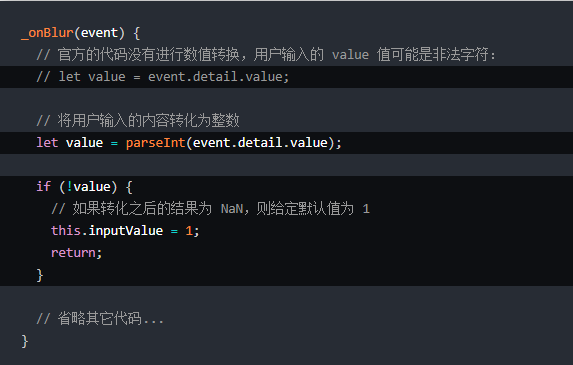 _onBlur(event) {
// 官方的代码没有进行数值转换，用户输入的 value 值可能是非法字符：
// let value = event.detail.value;
// 将用户输入的内容转化为整数
let value = parseInt(event.detail.value);
if (!value) {
// 如果转化之后的结果为 NaN，则给定默认值为 1
this.inputValue = 1;
return;
}
// 省略其它代码...
}